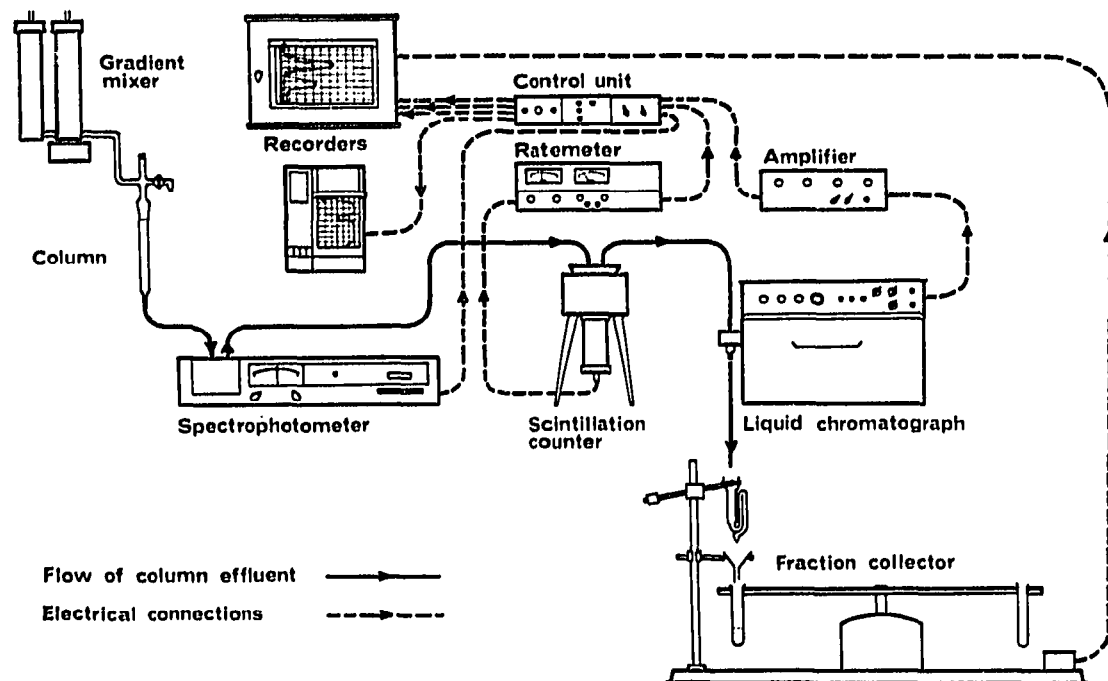 Gradient
mixer
Control unit
Recorders
Ratemeter
Amplifier
Column
Spectrophotometer
Scintillation
counter
Liquid chromatograph
Fraction collector
Flow of column effluent
Electrical connections